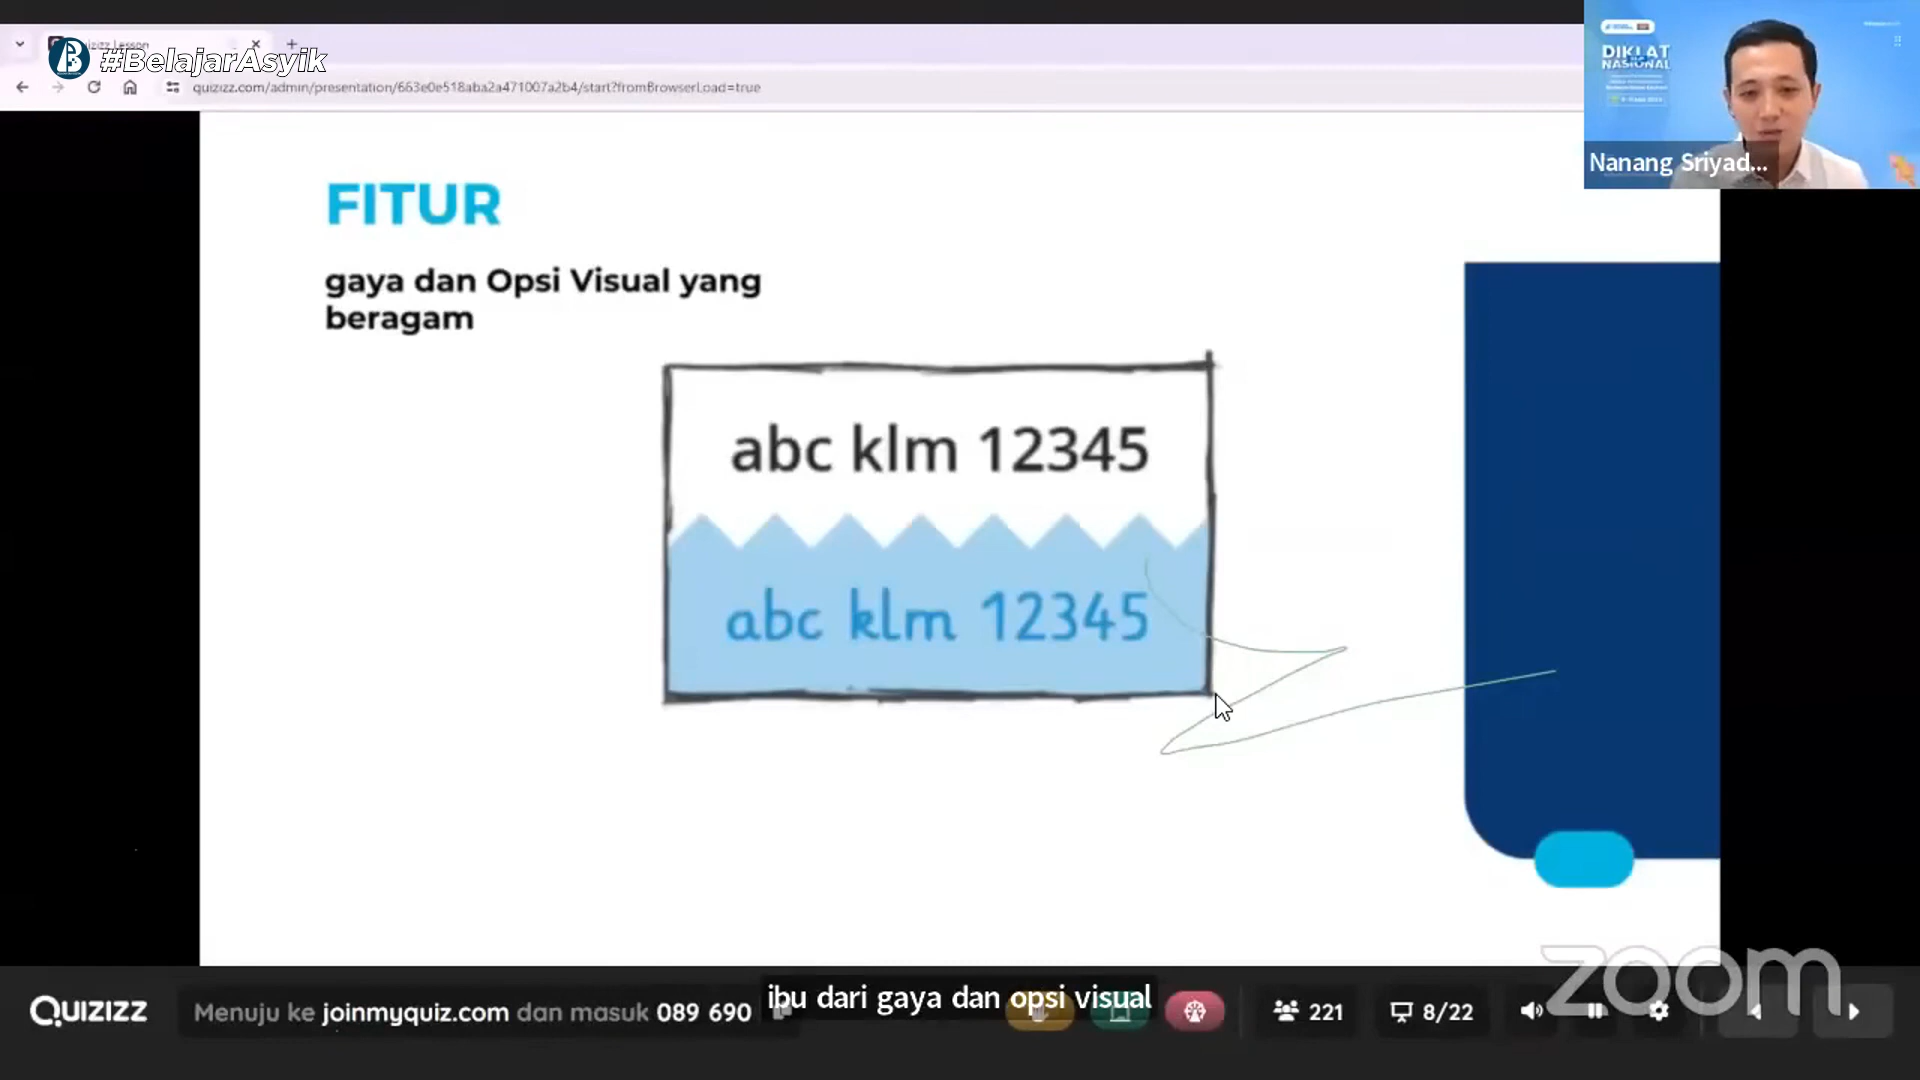 Quizizz Lesson
#BelajarAsyik
quizizz.com/admin/presentation/663e0e518aba2a471007a2b4/start?fromBrowserLoad=true
DIKLAT
NASIONAL
Nanang Sriyad...
FITUR
gaya dan Opsi Visual yang
beragam
abc klm 12345
abc klm 12345
zoom
ibu dari gaya dan opsi visual
QUIZIZZ
Menuju ke joinmyquiz.com dan masuk 089 690
221
8/22